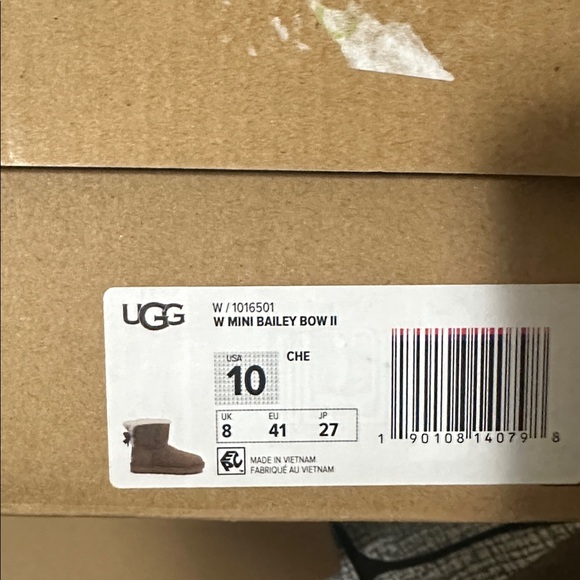 UGG
W / 1016501
W MINI BAILEY BOW II
USA
10
CHE
UK EU JP
8 41 27
MADE IN VIETNAM
FABRIQUÉ AU VIETNAM
1 90108 14079 8